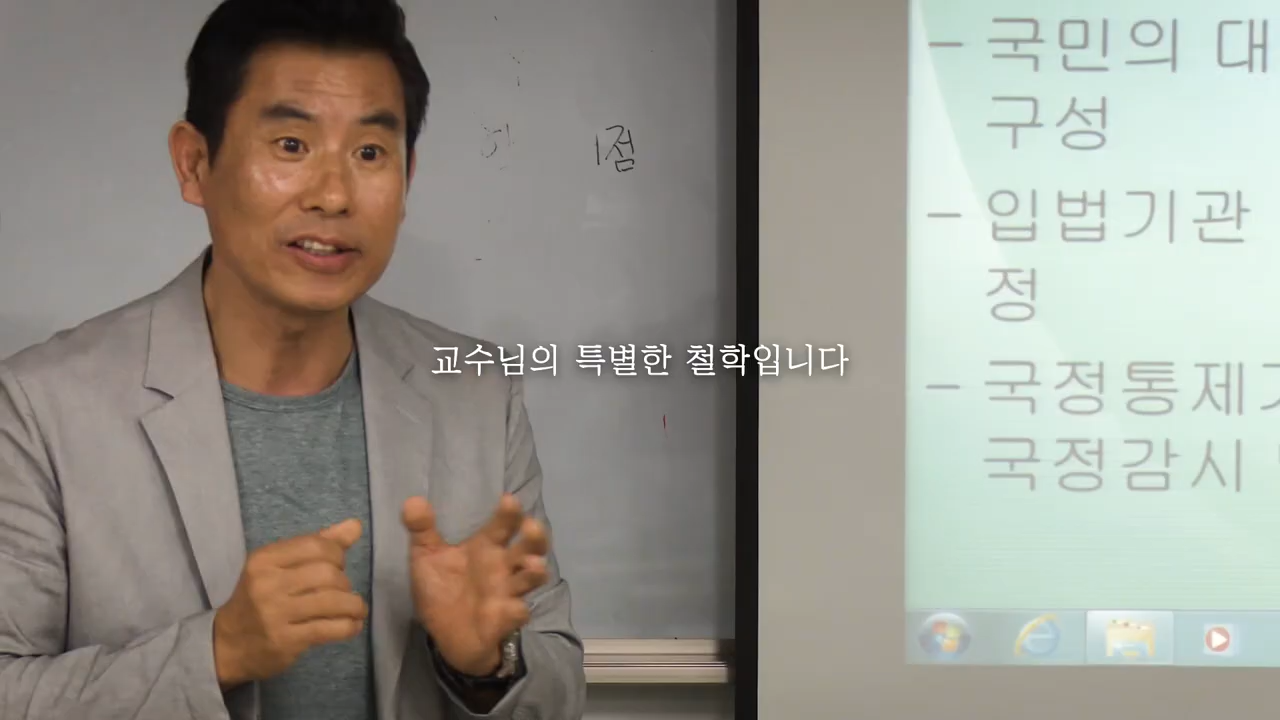 1점
교수님의 특별한 철학입니다
- 국민의 대
구성
- 입법기관
정
- 국정통제
국정감시